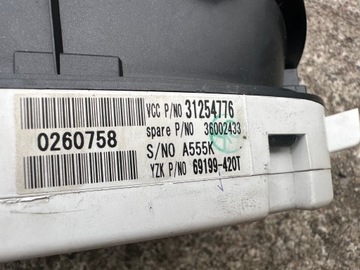 VCC P/NO 31254776
spare P/NO 36002433
0260758
S/NO A555K
YZK P/NO 69199-420T